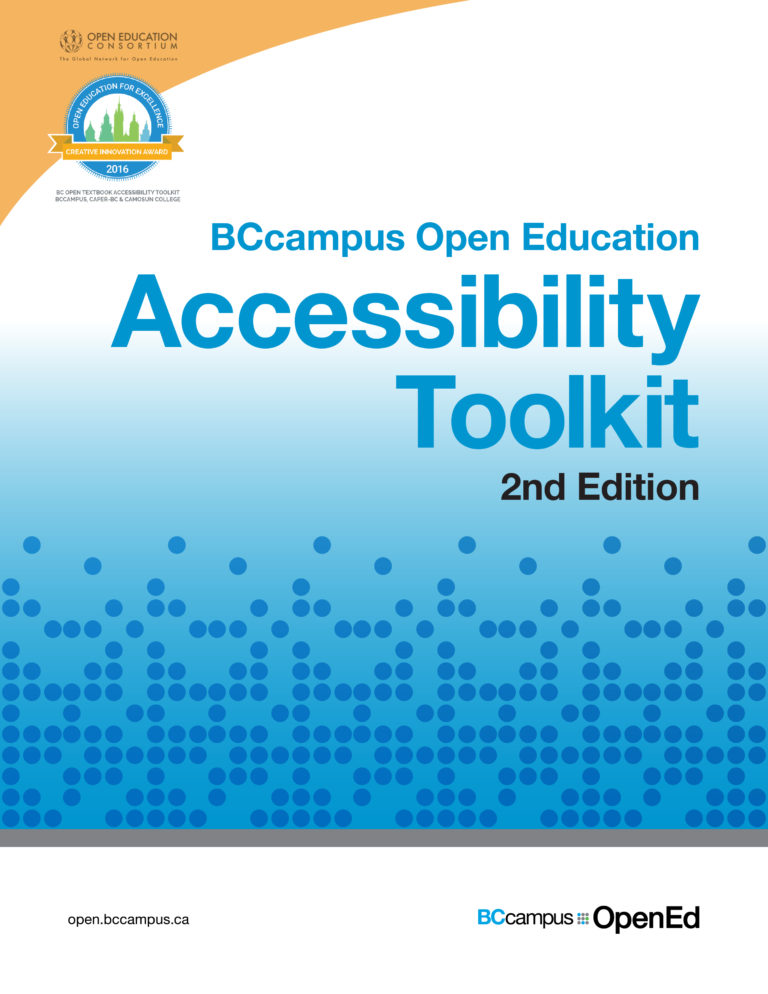 OPEN EDUCATION
CONSORTIUM
The Global Network for Open Education
OPEN EDUCATION FOR EXCELLENCE
CREATIVE INNOVATION AWARD
2016
BC OPEN TEXTBOOK ACCESSIBILITY TOOLKIT
BCCAMPUS, CAPER-BC & CAMOSUN COLLEGE
BCcampus Open Education
Accessibility
Toolkit
2nd Edition
open.bccampus.ca
BCcampus OpenEd